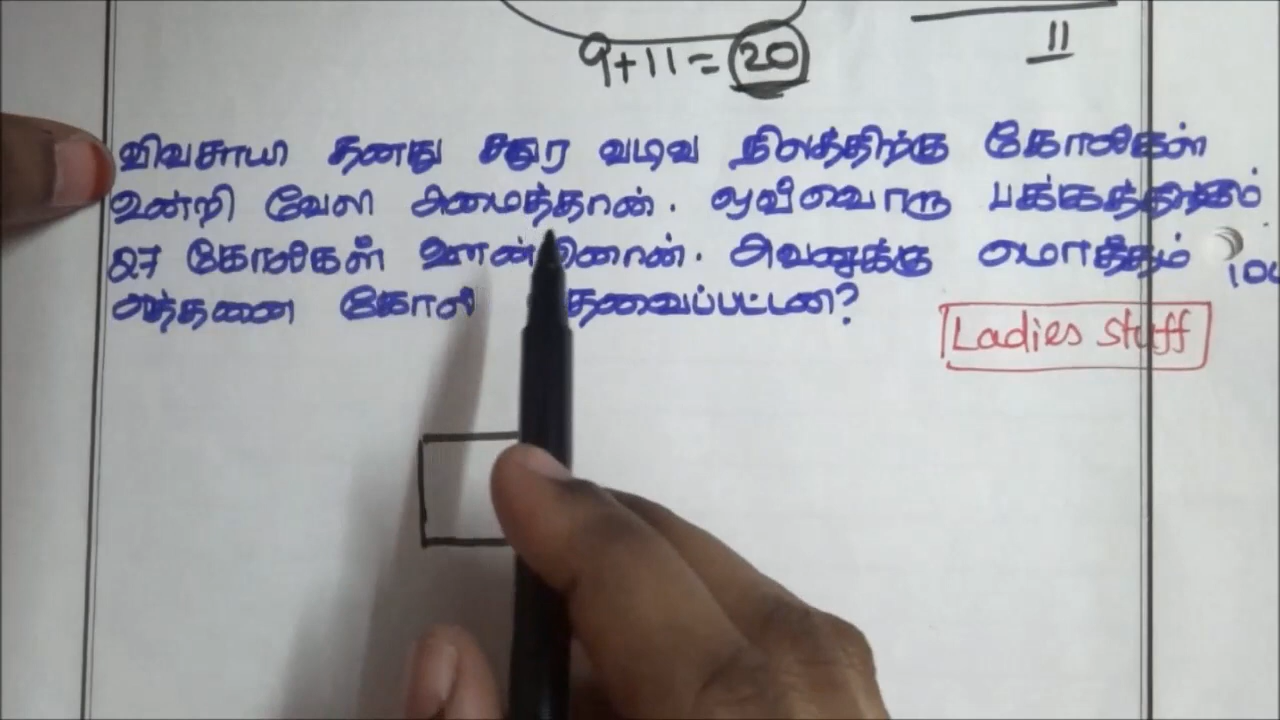 9+11=20
11
விவசாயி தனது சதுர வடிவ நிலத்திற்கு கோலிகள்
ஊன்றி வேலி அமைத்தான். ஒவ்வொரு பக்கத்துக்கும்
27 கோலிகள் ஊன்றினான். அவனுக்கு மொத்தம் 104
எத்தனை கோலி தேவைப்பட்டன?
Ladies stuff